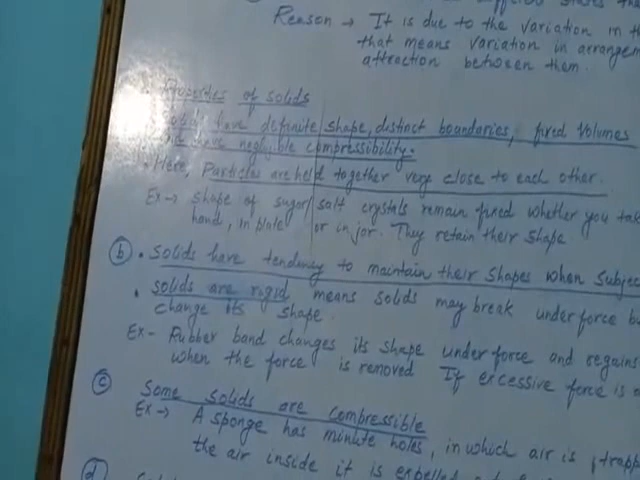 Reason → It is due to the variation in
that means variation in
attraction between them.
Properties of solids
Solids have definite shape, distinct boundaries, fixed volumes
have negligible compressibility.
Here, Particles are held together very close to each other.
Ex → shape of sugar/salt crystals remain fixed whether you
hand, in plate or in jar. They retain their shape
(b) • Solids have tendency to maintain their shapes when
• solids are rigid means solids may break under force
change its shape.
Ex - Rubber band changes its shape under force and regains
when the force is removed If excessive force is
(c) Some solids are compressible
Ex → A sponge has minute holes, in which air is
the air inside it is expelled
(d)